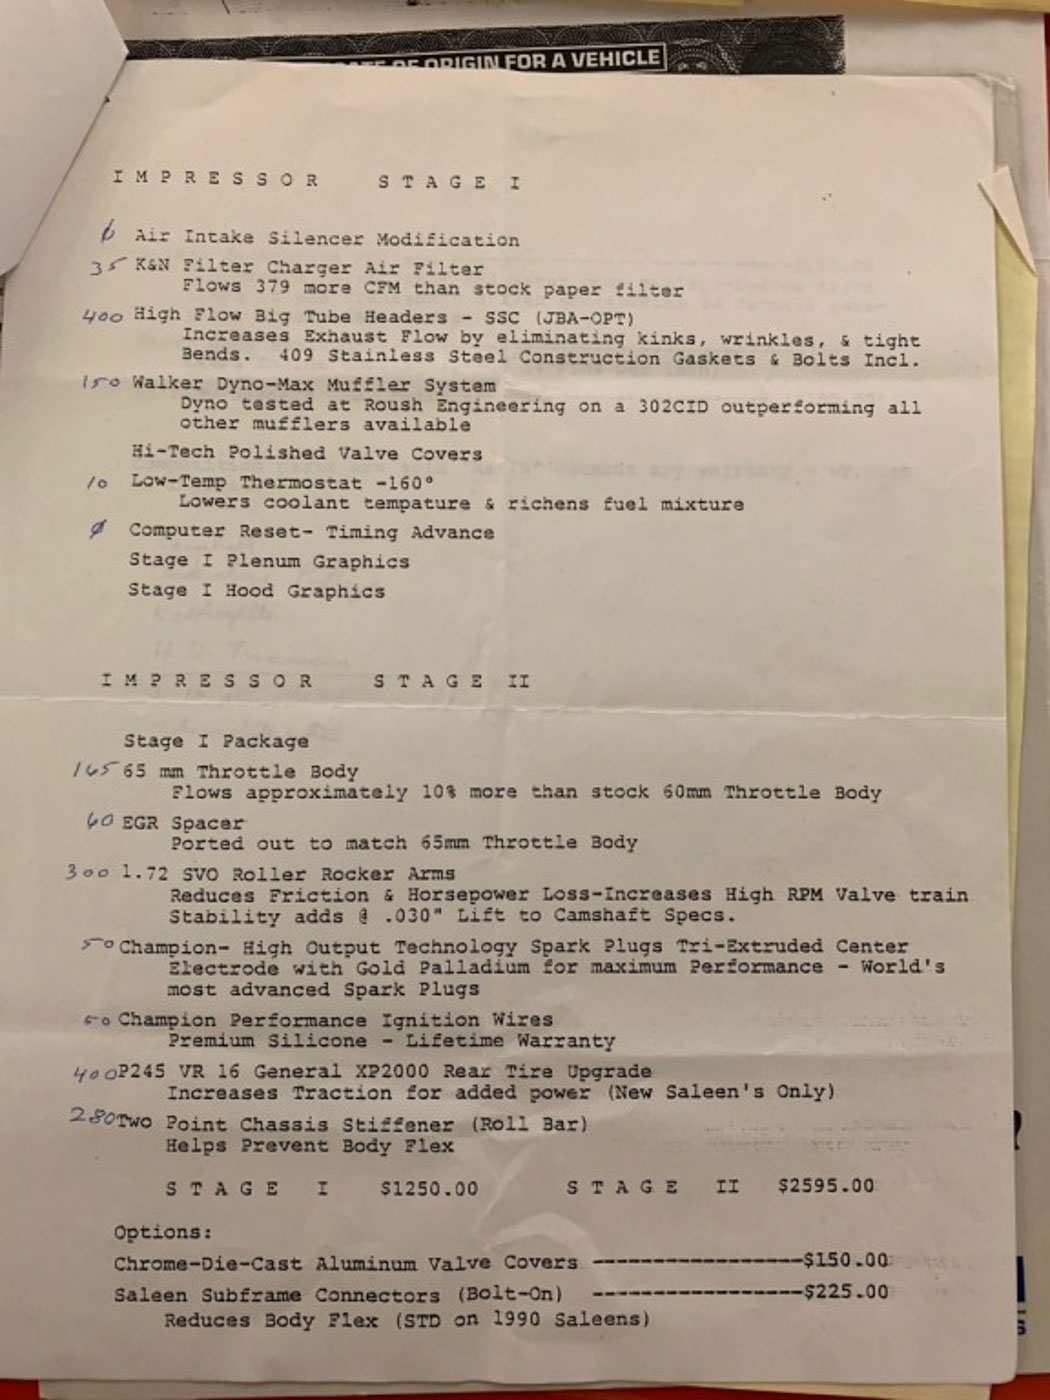 OF ORIGIN FOR A VEHICLE
IMPRESSOR STAGE I
ø Air Intake Silencer Modification
35 K&N Filter Charger Air Filter
Flows 379 more CFM than stock paper filter
400 High Flow Big Tube Headers - SSC (JBA-OPT)
Increases Exhaust Flow by eliminating kinks, wrinkles, & tight
Bends. 409 Stainless Steel Construction Gaskets & Bolts Incl.
150 Walker Dyno-Max Muffler System
Dyno tested at Roush Engineering on a 302CID outperforming all
other mufflers available
Hi-Tech Polished Valve Covers
10 Low-Temp Thermostat -160°
Lowers coolant tempature & richens fuel mixture
ø Computer Reset- Timing Advance
Stage I Plenum Graphics
Stage I Hood Graphics
IMPRESSOR STAGE II
Stage I Package
165 65 mm Throttle Body
Flows approximately 10% more than stock 60mm Throttle Body
60 EGR Spacer
Ported out to match 65mm Throttle Body
300 1.72 SVO Roller Rocker Arms
Reduces Friction & Horsepower Loss-Increases High RPM Valve train
Stability adds @ .030" Lift to Camshaft Specs.
50 Champion- High Output Technology Spark Plugs Tri-Extruded Center
Electrode with Gold Palladium for maximum Performance - World's
most advanced Spark Plugs
Champion Performance Ignition Wires
Premium Silicone - Lifetime Warranty
400 P245 VR 16 General XP2000 Rear Tire Upgrade
Increases Traction for added power (New Saleen's Only)
280 Two Point Chassis Stiffener (Roll Bar)
Helps Prevent Body Flex
STAGE I $1250.00 STAGE II $2595.00
Options:
Chrome-Die-Cast Aluminum Valve Covers -----------------$150.00
Saleen Subframe Connectors (Bolt-On) -----------------$225.00
Reduces Body Flex (STD on 1990 Saleens)